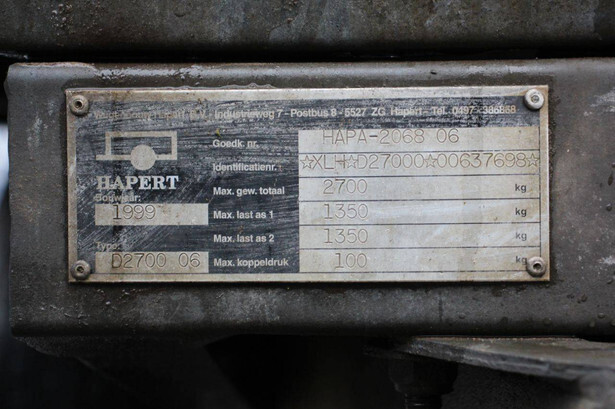 Industrieweg 7 - Postbus 8 - 5527 ZG Hapert - Tel. 0497-386868
Goedk. nr. HAPA-2068 06
Identificatienr. ☆XLH☆D27000☆00637698☆
HAPERT
Max. gew. totaal 2700 kg
Bouwjaar:
1999 Max. last as 1 1350 kg
Max. last as 2 1350 kg
Type:
D2700 06 Max. koppeldruk 100 kg